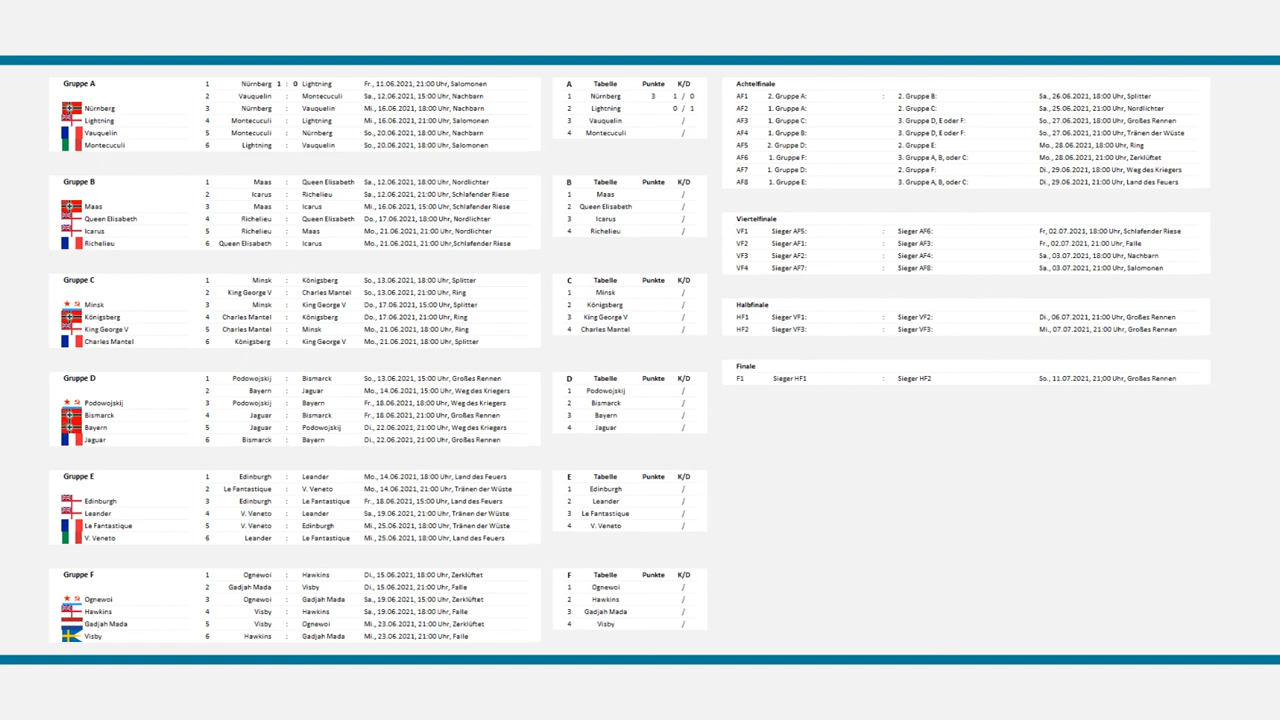 Gruppe A
1 Nürnberg 1 : 0 Lightning Fr., 11.06.2021, 21:00 Uhr, Salomonen
2 Vauquelin : Montecuculi Sa., 12.06.2021, 15:00 Uhr, Nachbarn
Nürnberg 3 Nürnberg : Vauquelin Mi., 16.06.2021, 18:00 Uhr, Nachbarn
Lightning 4 Montecuculi : Lightning Mi., 16.06.2021, 21:00 Uhr, Salomonen
Vauquelin 5 Montecuculi : Nürnberg So., 20.06.2021, 18:00 Uhr, Nachbarn
Montecuculi 6 Lightning : Vauquelin So., 20.06.2021, 18:00 Uhr, Salomonen
Gruppe B
1 Maas : Queen Elisabeth Sa., 12.06.2021, 18:00 Uhr, Nordlichter
2 Icarus : Richelieu Sa., 12.06.2021, 21:00 Uhr, Schlafender Riese
Maas 3 Maas : Icarus Mi., 16.06.2021, 15:00 Uhr, Schlafender Riese
Queen Elisabeth 4 Richelieu : Queen Elisabeth Do., 17.06.2021, 18:00 Uhr, Nordlichter
Icarus 5 Richelieu : Maas Mo., 21.06.2021, 21:00 Uhr, Nordlichter
Richelieu 6 Queen Elisabeth : Icarus Mo., 21.06.2021, 21:00 Uhr,Schlafender Riese
Gruppe C
1 Minsk : Königsberg So., 13.06.2021, 18:00 Uhr, Splitter
2 King George V : Charles Mantel So., 13.06.2021, 21:00 Uhr, Ring
Minsk 3 Minsk : King George V Do., 17.06.2021, 15:00 Uhr, Splitter
Königsberg 4 Charles Mantel : Königsberg Do., 17.06.2021, 21:00 Uhr, Ring
King George V 5 Charles Mantel : Minsk Mo., 21.06.2021, 18:00 Uhr, Ring
Charles Mantel 6 Königsberg : King George V Mo., 21.06.2021, 18:00 Uhr, Splitter
Gruppe D
1 Podowojskij : Bismarck So., 13.06.2021, 15:00 Uhr, Großes Rennen
2 Bayern : Jaguar Mo., 14.06.2021, 15:00 Uhr, Weg des Kriegers
Podowojskij 3 Podowojskij : Bayern Fr., 18.06.2021, 18:00 Uhr, Weg des Kriegers
Bismarck 4 Jaguar : Bismarck Fr., 18.06.2021, 21:00 Uhr, Großes Rennen
Bayern 5 Jaguar : Podowojskij Di., 22.06.2021, 21:00 Uhr, Weg des Kriegers
Jaguar 6 Bismarck : Bayern Di., 22.06.2021, 21:00 Uhr, Großes Rennen
Gruppe E
1 Edinburgh : Leander Mo., 14.06.2021, 18:00 Uhr, Land des Feuers
2 Le Fantastique : V. Veneto Mo., 14.06.2021, 21:00 Uhr, Tränen der Wüste
Edinburgh 3 Edinburgh : Le Fantastique Fr., 18.06.2021, 15:00 Uhr, Land des Feuers
Leander 4 V. Veneto : Leander Sa., 19.06.2021, 21:00 Uhr, Tränen der Wüste
Le Fantastique 5 V. Veneto : Edinburgh Mi., 25.06.2021, 18:00 Uhr, Tränen der Wüste
V. Veneto 6 Leander : Le Fantastique Mi., 25.06.2021, 18:00 Uhr, Land des Feuers
Gruppe F
1 Ognewoi : Hawkins Di., 15.06.2021, 18:00 Uhr, Zerklüftet
2 Gadjah Mada : Visby Di., 15.06.2021, 21:00 Uhr, Falle
Ognewoi 3 Ognewoi : Gadjah Mada Sa., 19.06.2021, 15:00 Uhr, Zerklüftet
Hawkins 4 Visby : Hawkins Sa., 19.06.2021, 18:00 Uhr, Falle
Gadjah Mada 5 Visby : Ognewoi Mi., 23.06.2021, 21:00 Uhr, Zerklüftet
Visby 6 Hawkins : Gadjah Mada Mi., 23.06.2021, 21:00 Uhr, Falle
A Tabelle Punkte K/D
1 Nürnberg 3 1 / 0
2 Lightning 0 / 1
3 Vauquelin /
4 Montecuculi /
B Tabelle Punkte K/D
1 Maas /
2 Queen Elisabeth /
3 Icarus /
4 Richelieu /
C Tabelle Punkte K/D
1 Minsk /
2 Königsberg /
3 King George V /
4 Charles Mantel /
D Tabelle Punkte K/D
1 Podowojskij /
2 Bismarck /
3 Bayern /
4 Jaguar /
E Tabelle Punkte K/D
1 Edinburgh /
2 Leander /
3 Le Fantastique /
4 V. Veneto /
F Tabelle Punkte K/D
1 Ognewoi /
2 Hawkins /
3 Gadjah Mada /
4 Visby /
Achtelfinale
AF1 2. Gruppe A: : 2. Gruppe B: Sa., 26.06.2021, 18:00 Uhr, Splitter
AF2 1. Gruppe A: 2. Gruppe C: Sa., 25.06.2021, 21:00 Uhr, Nordlichter
AF3 1. Gruppe C: 3. Gruppe D, E oder F: So., 27.06.2021, 18:00 Uhr, Großes Rennen
AF4 1. Gruppe B: 3. Gruppe D, E oder F: So., 27.06.2021, 21:00 Uhr, Tränen der Wüste
AF5 2. Gruppe D: 2. Gruppe E: Mo., 28.06.2021, 18:00 Uhr, Ring
AF6 1. Gruppe F: 3. Gruppe A, B, oder C: Mo., 28.06.2021, 21:00 Uhr, Zerklüftet
AF7 1. Gruppe D: 2. Gruppe F: Di., 29.06.2021, 18:00 Uhr, Weg des Kriegers
AF8 1. Gruppe E: 3. Gruppe A, B, oder C: Di., 29.06.2021, 21:00 Uhr, Land des Feuers
Viertelfinale
VF1 Sieger AF5: : Sieger AF6: Fr, 02.07.2021, 18:00 Uhr, Schlafender Riese
VF2 Sieger AF1: : Sieger AF3: Fr., 02.07.2021, 21:00 Uhr, Falle
VF3 Sieger AF2: : Sieger AF4: Sa., 03.07.2021, 18:00 Uhr, Nachbarn
VF4 Sieger AF7: : Sieger AF8: Sa., 03.07.2021, 21:00 Uhr, Salomonen
Halbfinale
HF1 Sieger VF1: : Sieger VF2: Di., 06.07.2021, 21:00 Uhr, Großes Rennen
HF2 Sieger VF3: : Sieger VF3: Mi., 07.07.2021, 21:00 Uhr, Großes Rennen
Finale
F1 Sieger HF1 : Sieger HF2 So., 11.07.2021, 21;00 Uhr, Großes Rennen